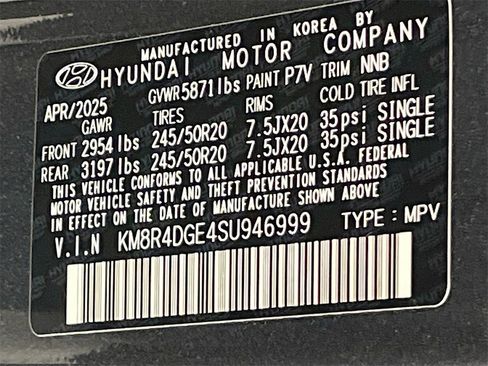 MANUFACTURED IN KOREA BY
HYUNDAI MOTOR COMPANY
APR/2025 GVWR 5871 lbs PAINT P7V TRIM NNB
GAWR TIRES RIMS COLD TIRE INFL
FRONT 2954 lbs 245/50R20 7.5JX20 35psi SINGLE
REAR 3197 lbs 245/50R20 7.5JX20 35psi SINGLE
THIS VEHICLE CONFORMS TO ALL APPLICABLE U.S.A. FEDERAL
MOTOR VEHICLE SAFETY AND THEFT PREVENTION STANDARDS
IN EFFECT ON THE DATE OF MANUFACTURE SHOWN ABOVE
V.I.N KM8R4DGE4SU946999 TYPE : MPV